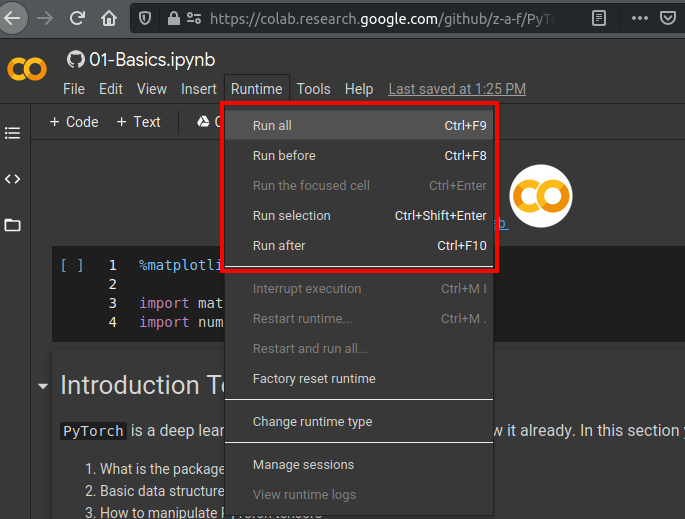 https://colab.research.google.com/github/z-a-f/PyTo
01-Basics.ipynb
File Edit View Insert Runtime Tools Help Last saved at 1:25 PM
+ Code + Text
Run all Ctrl+F9
Run before Ctrl+F8
Run the focused cell Ctrl+Enter
Run selection Ctrl+Shift+Enter
Run after Ctrl+F10
[ ] 1 %matplotli
2
3 import mat
4 import num
Interrupt execution Ctrl+M I
Restart runtime... Ctrl+M .
Restart and run all...
Factory reset runtime
Change runtime type
Manage sessions
View runtime logs
Introduction T
PyTorch is a deep lear w it already. In this section y
1. What is the package
2. Basic data structure
3. How to manipulate PyTorch tensors